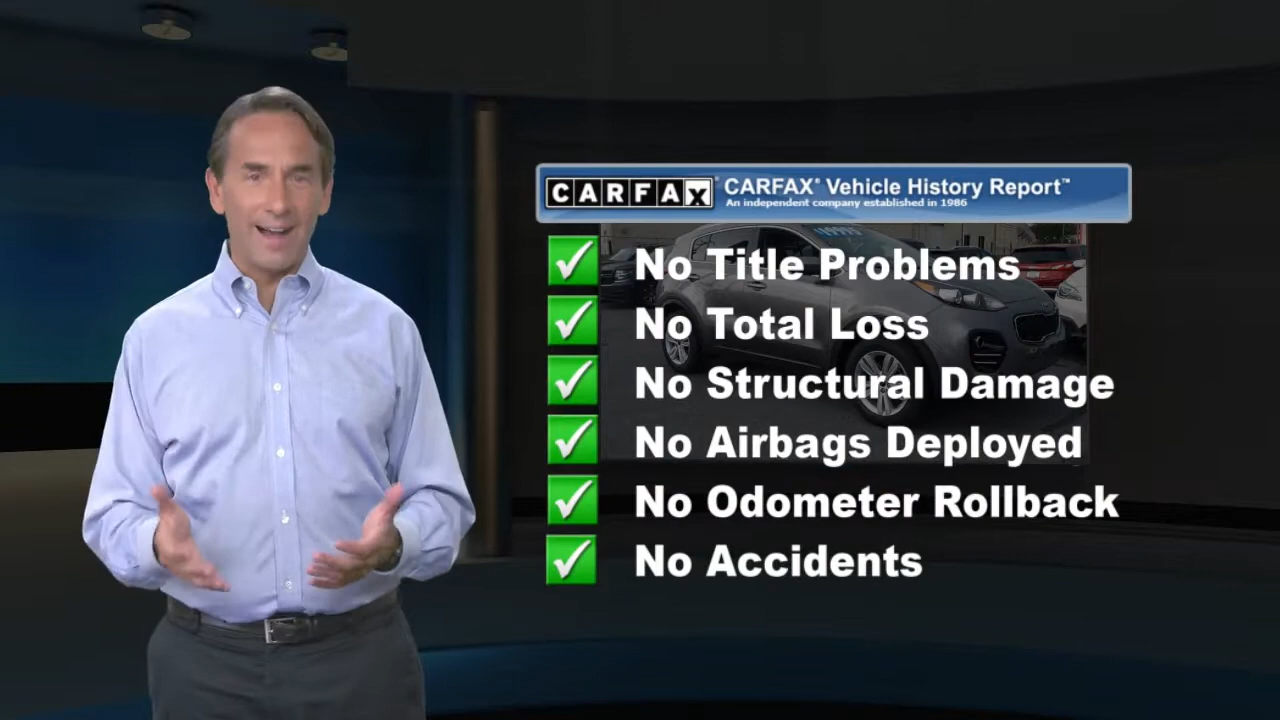 CARFAX
CARFAX® Vehicle History Report™
An independent company established in 1986
No Title Problems
No Total Loss
No Structural Damage
No Airbags Deployed
No Odometer Rollback
No Accidents